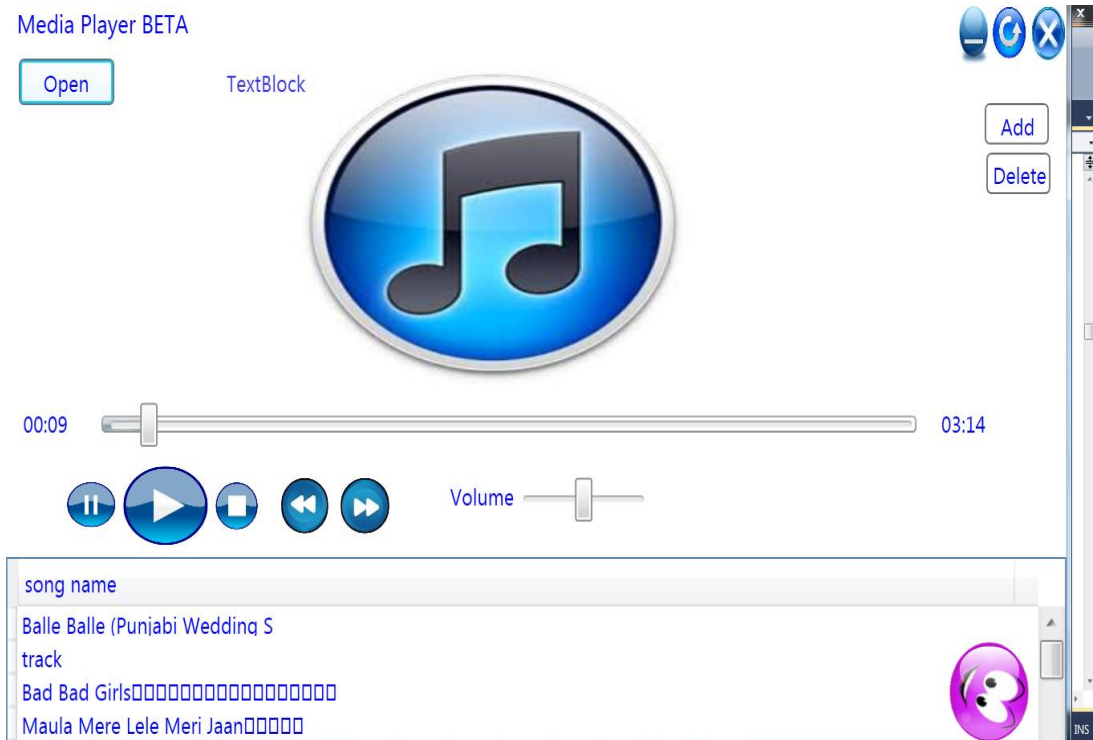 Media Player BETA
X
Open
TextBlock
Add
Delete
00:09
03:14
Volume
song name
Balle Balle (Punjabi Wedding S
track
Bad Bad Girls▯▯▯▯▯▯▯▯▯▯▯▯▯▯▯▯▯
Maula Mere Lele Meri Jaan▯▯▯▯▯
INS